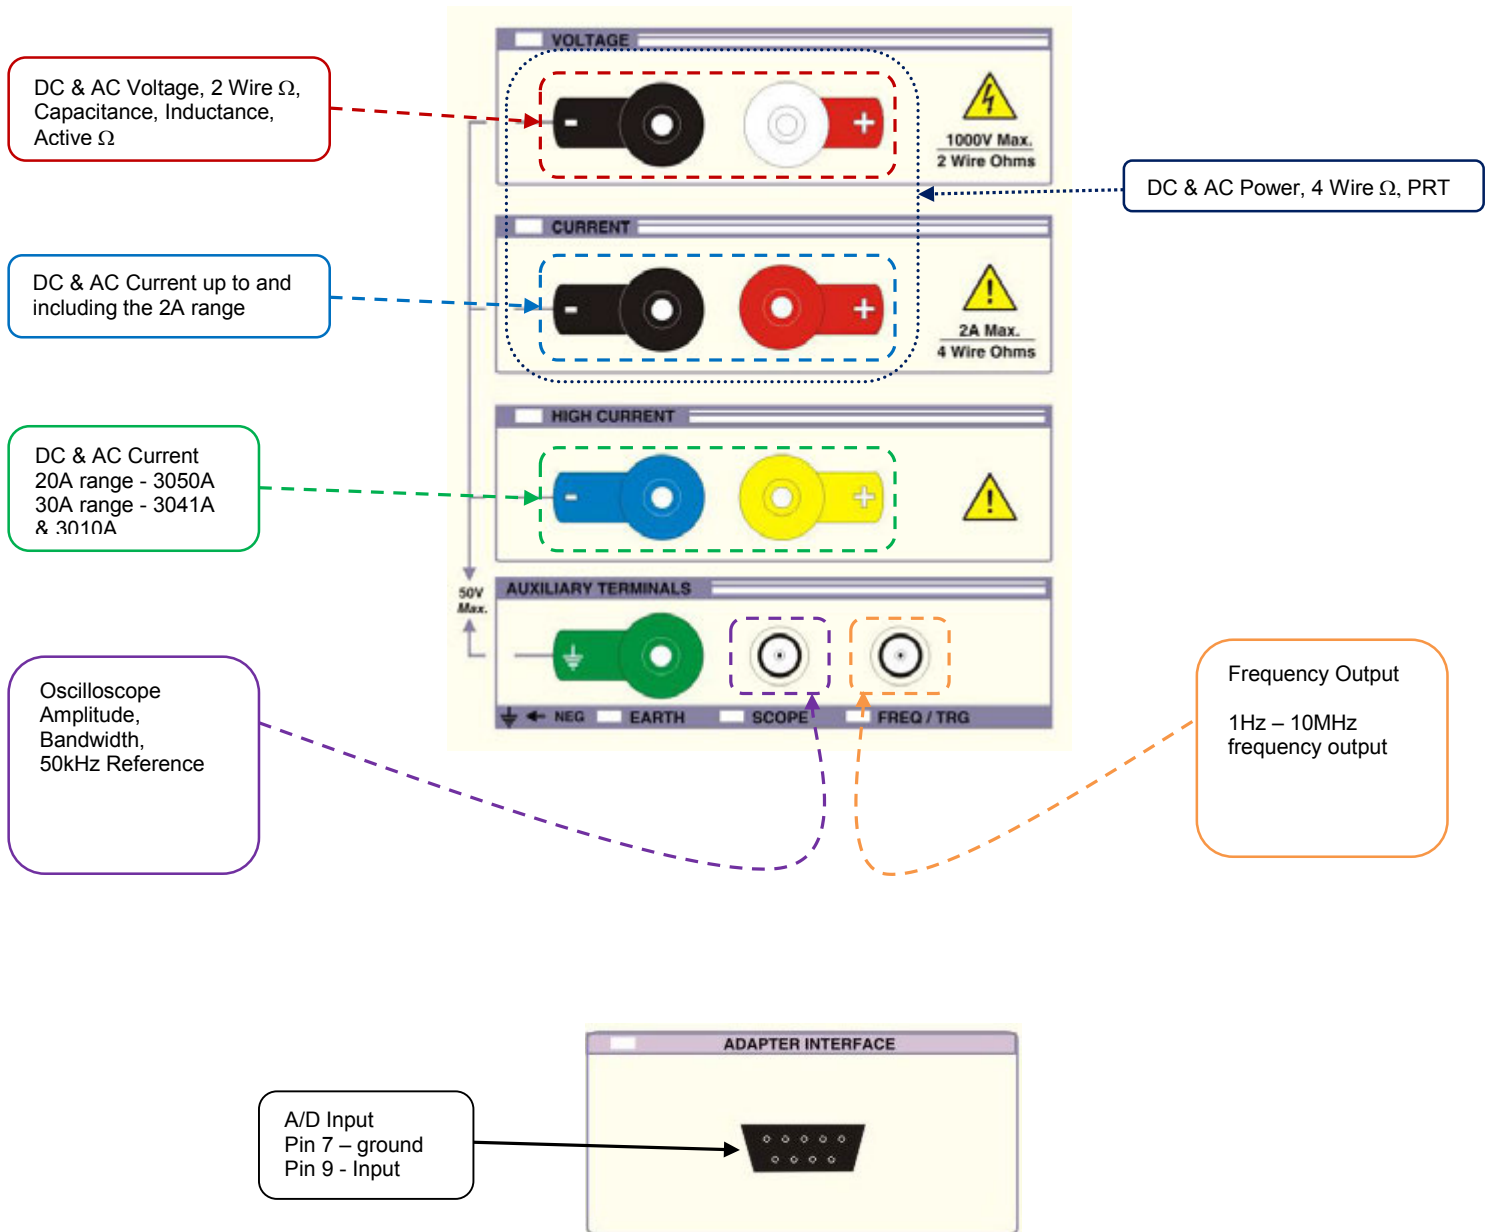 VOLTAGE
DC & AC Voltage, 2 Wire Ω,
Capacitance, Inductance,
Active Ω
-
+
1000V Max.
2 Wire Ohms
DC & AC Power, 4 Wire Ω, PRT
CURRENT
DC & AC Current up to and
including the 2A range
-
+
2A Max.
4 Wire Ohms
HIGH CURRENT
DC & AC Current
20A range - 3050A
30A range - 3041A
& 3010A
-
+
50V
Max.
AUXILIARY TERMINALS
NEG EARTH SCOPE FREQ / TRG
Oscilloscope
Amplitude,
Bandwidth,
50kHz Reference
Frequency Output
1Hz – 10MHz
frequency output
ADAPTER INTERFACE
A/D Input
Pin 7 – ground
Pin 9 - Input